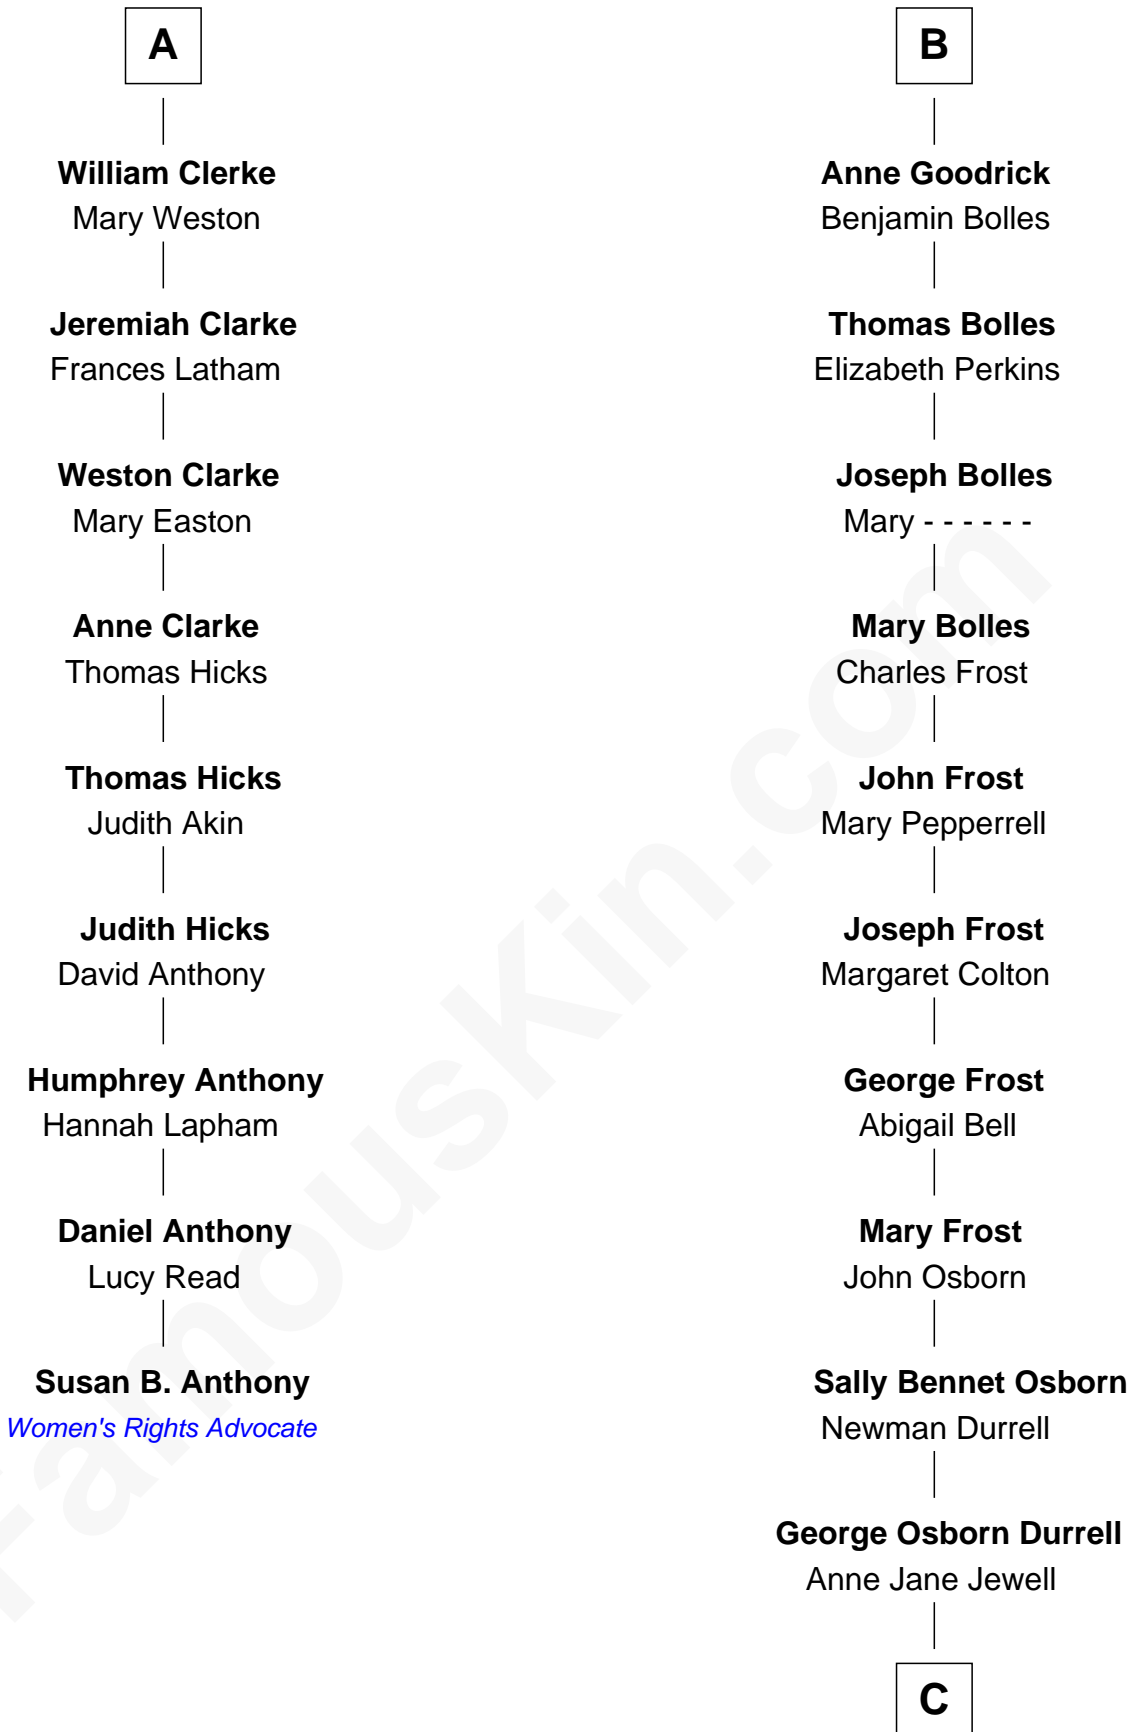 A
William Clerke
Mary Weston
Jeremiah Clarke
Frances Latham
Weston Clarke
Mary Easton
Anne Clarke
Thomas Hicks
Thomas Hicks
Judith Akin
Judith Hicks
David Anthony
Humphrey Anthony
Hannah Lapham
Daniel Anthony
Lucy Read
Susan B. Anthony
Women's Rights Advocate
B
Anne Goodrick
Benjamin Bolles
Thomas Bolles
Elizabeth Perkins
Joseph Bolles
Mary - - - - - -
Mary Bolles
Charles Frost
John Frost
Mary Pepperrell
Joseph Frost
Margaret Colton
George Frost
Abigail Bell
Mary Frost
John Osborn
Sally Bennet Osborn
Newman Durrell
George Osborn Durrell
Anne Jane Jewell
C
FamousKin.com